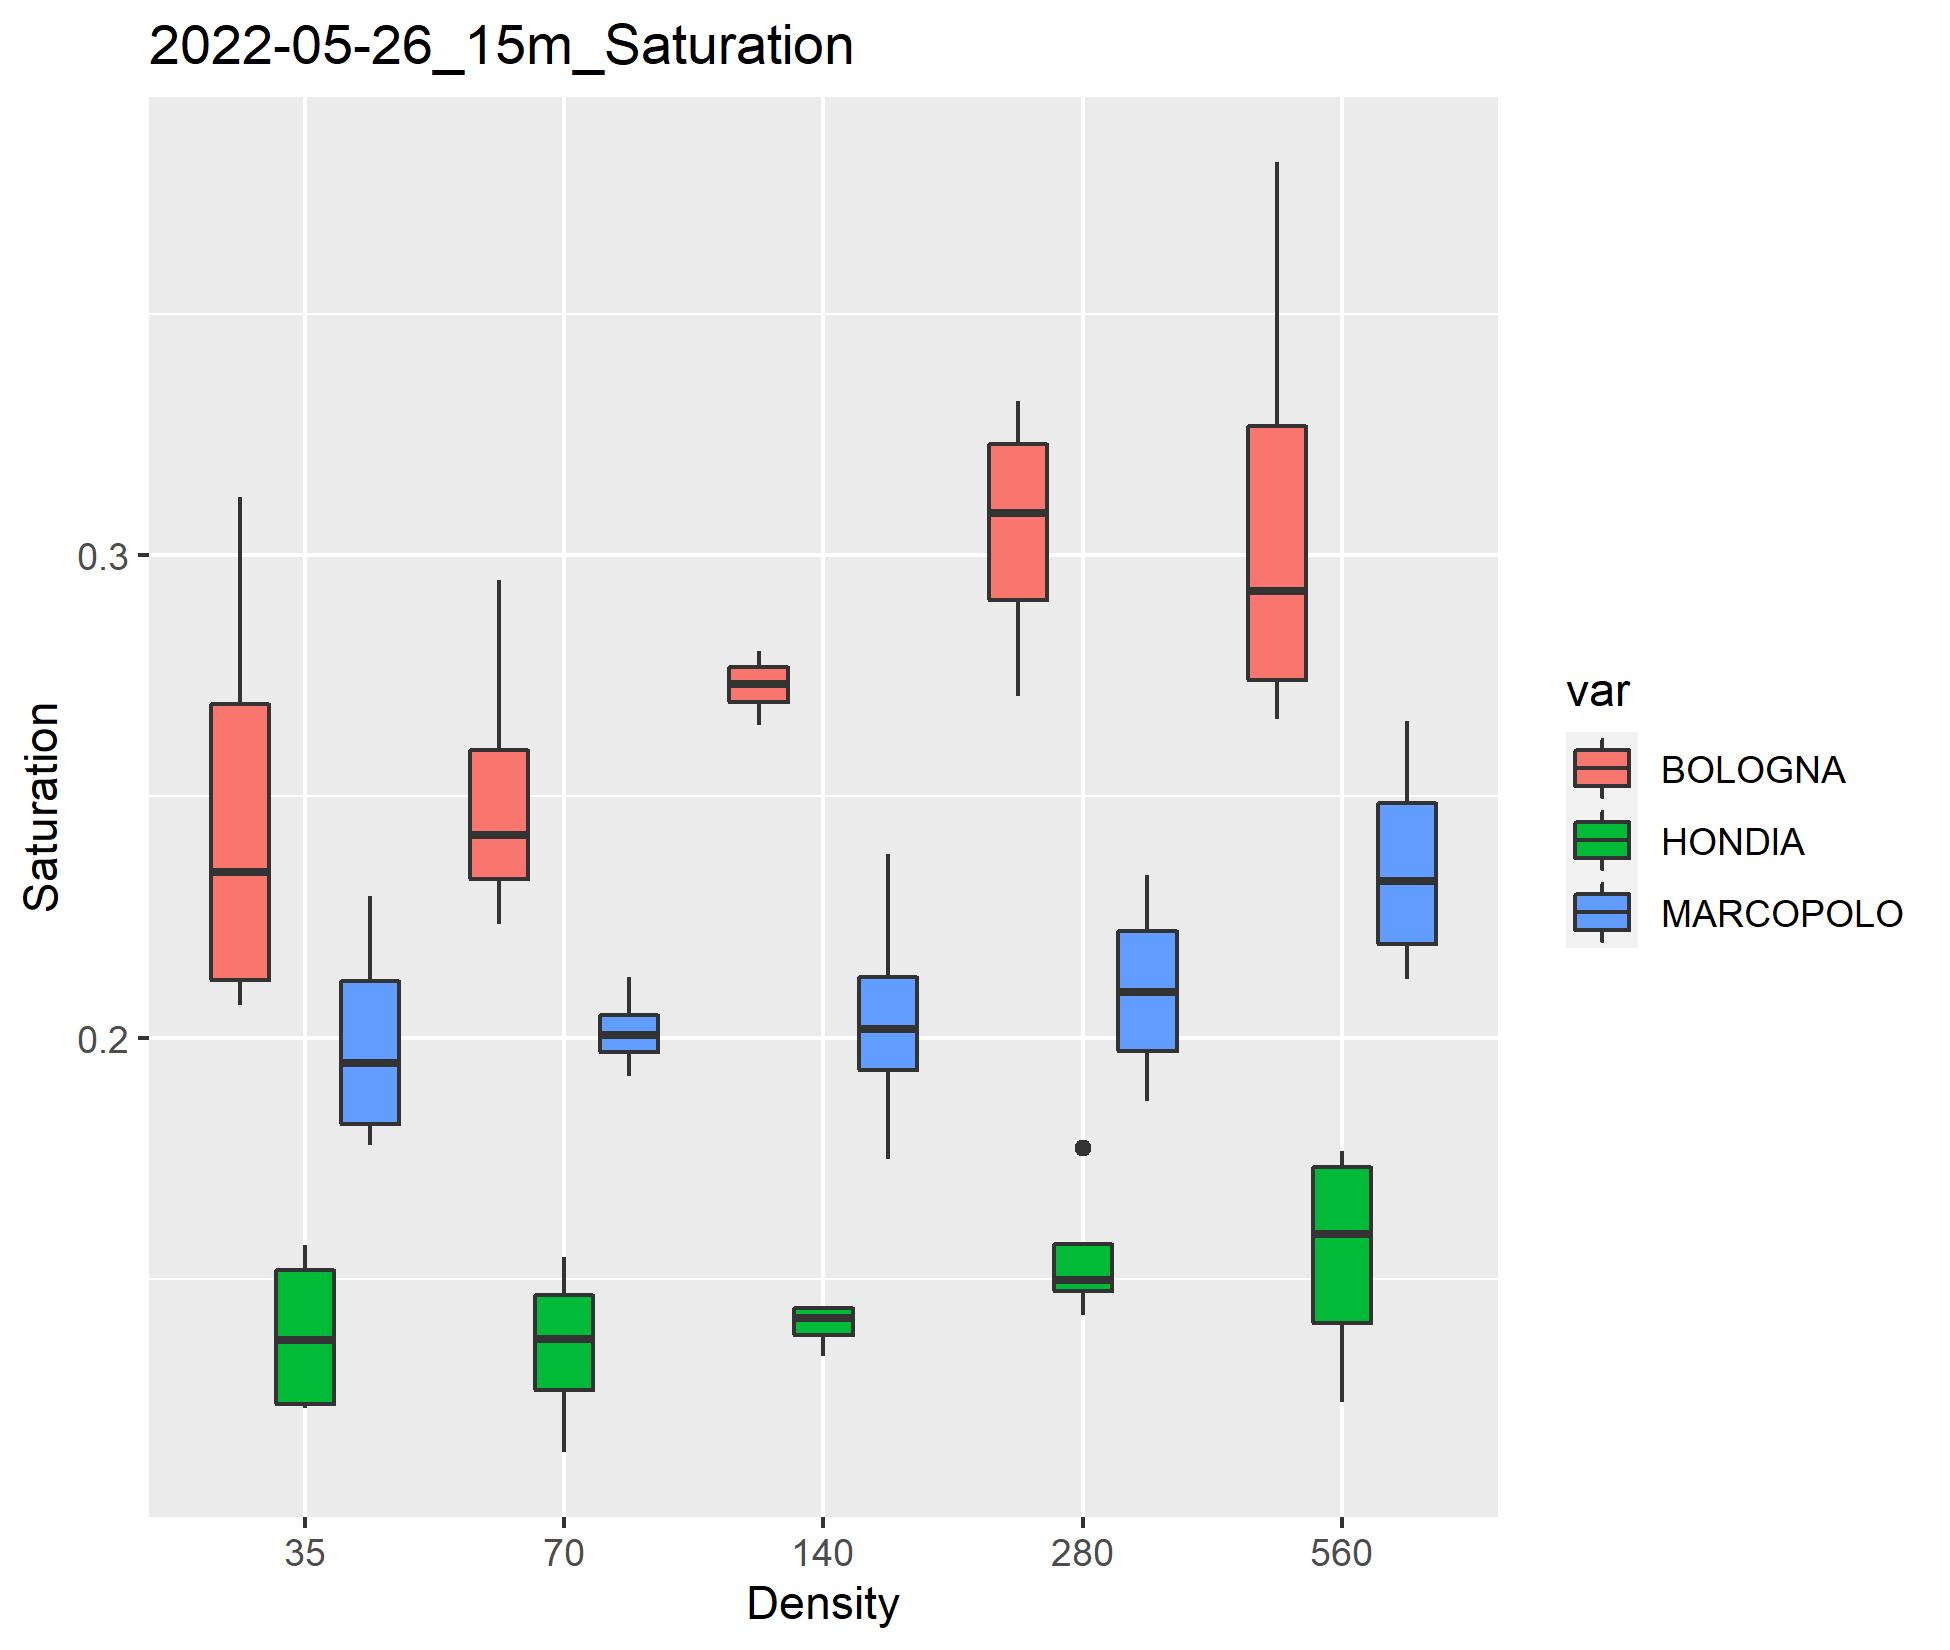 2022-05-26_15m_Saturation
Saturation
0.3
0.2
35 70 140 280 560
Density
var
BOLOGNA
HONDIA
MARCOPOLO